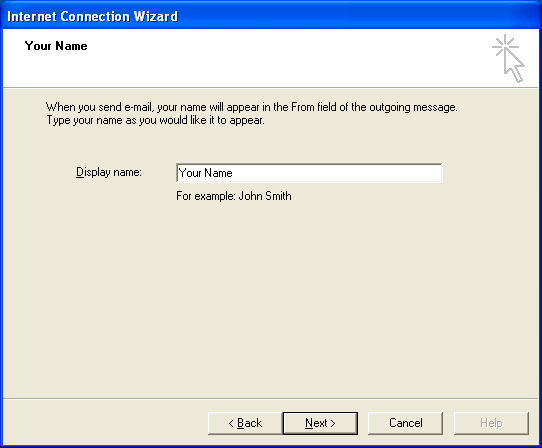 Internet Connection Wizard
Your Name
When you send e-mail, your name will appear in the From field of the outgoing message.
Type your name as you would like it to appear.
Display name: Your Name
For example: John Smith
< Back Next > Cancel Help